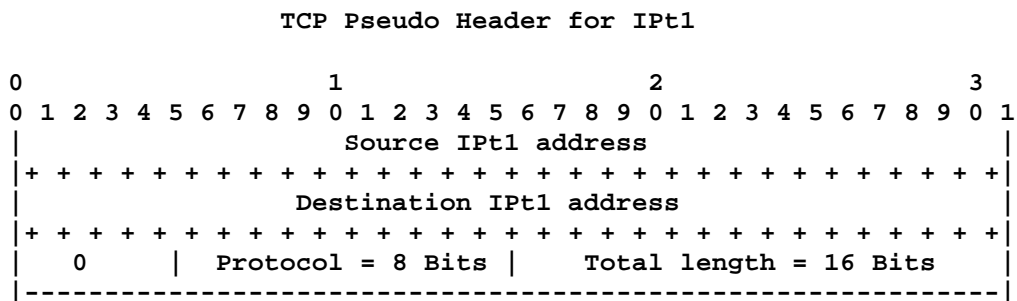 TCP Pseudo Header for IPt1
0 1 2 3
0 1 2 3 4 5 6 7 8 9 0 1 2 3 4 5 6 7 8 9 0 1 2 3 4 5 6 7 8 9 0 1
| Source IPt1 address |
|+ + + + + + + + + + + + + + + + + + + + + + + + + + + + + + +|
| Destination IPt1 address |
|+ + + + + + + + + + + + + + + + + + + + + + + + + + + + + + +|
| 0 | Protocol = 8 Bits | Total length = 16 Bits |
|-------------------------------------------------------------|